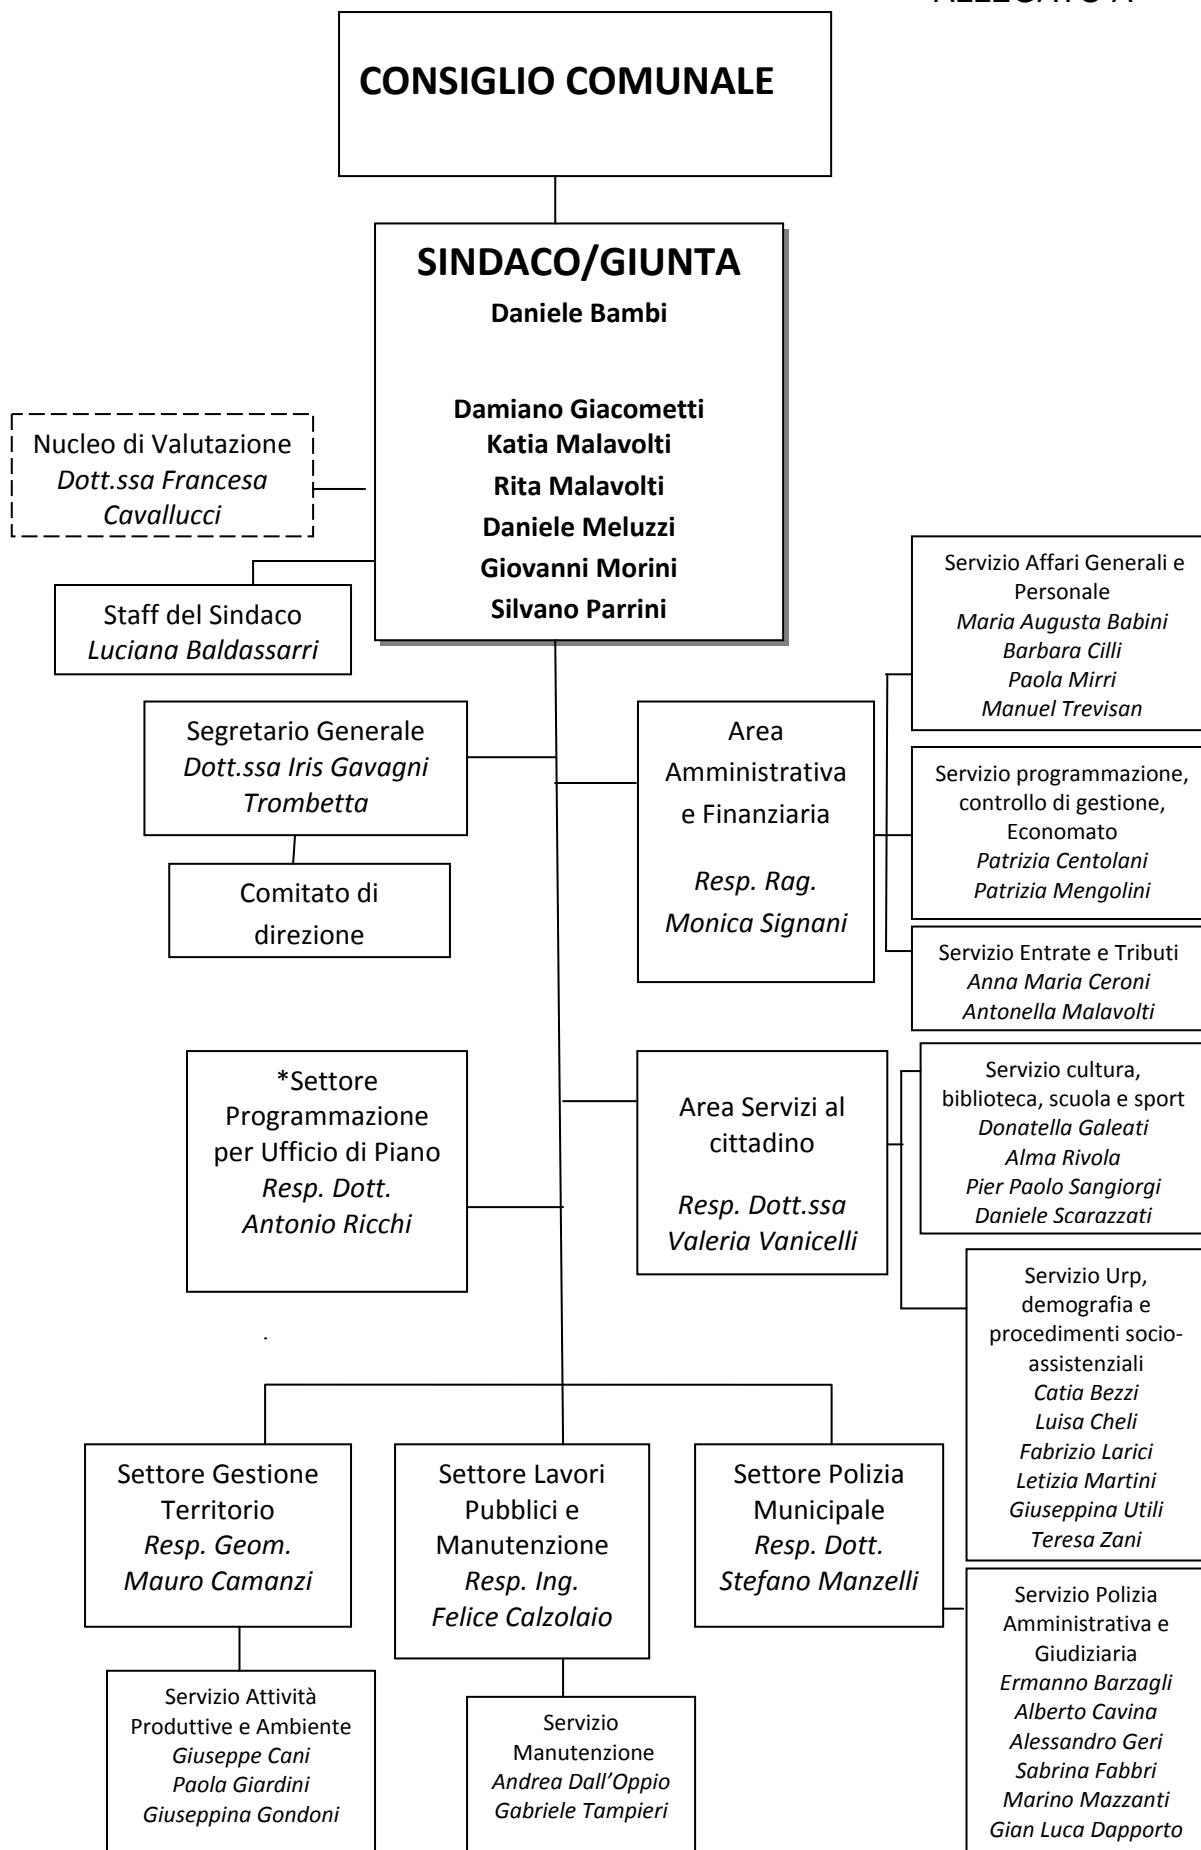 ALLEGATO A
CONSIGLIO COMUNALE
SINDACO/GIUNTA
Daniele Bambi
Damiano Giacometti
Katia Malavolti
Rita Malavolti
Daniele Meluzzi
Giovanni Morini
Silvano Parrini
Nucleo di Valutazione
Dott.ssa Francesa
Cavallucci
Staff del Sindaco
Luciana Baldassarri
Segretario Generale
Dott.ssa Iris Gavagni
Trombetta
Comitato di
direzione
Area
Amministrativa
e Finanziaria
Resp. Rag.
Monica Signani
Servizio Affari Generali e
Personale
Maria Augusta Babini
Barbara Cilli
Paola Mirri
Manuel Trevisan
Servizio programmazione,
controllo di gestione,
Economato
Patrizia Centolani
Patrizia Mengolini
Servizio Entrate e Tributi
Anna Maria Ceroni
Antonella Malavolti
*Settore
Programmazione
per Ufficio di Piano
Resp. Dott.
Antonio Ricchi
Area Servizi al
cittadino
Resp. Dott.ssa
Valeria Vanicelli
Servizio cultura,
biblioteca, scuola e sport
Donatella Galeati
Alma Rivola
Pier Paolo Sangiorgi
Daniele Scarazzati
Servizio Urp,
demografia e
procedimenti socio-
assistenziali
Catia Bezzi
Luisa Cheli
Fabrizio Larici
Letizia Martini
Giuseppina Utili
Teresa Zani
.
Settore Gestione
Territorio
Resp. Geom.
Mauro Camanzi
Settore Lavori
Pubblici e
Manutenzione
Resp. Ing.
Felice Calzolaio
Settore Polizia
Municipale
Resp. Dott.
Stefano Manzelli
Servizio Attività
Produttive e Ambiente
Giuseppe Cani
Paola Giardini
Giuseppina Gondoni
Servizio
Manutenzione
Andrea Dall’Oppio
Gabriele Tampieri
Servizio Polizia
Amministrativa e
Giudiziaria
Ermanno Barzagli
Alberto Cavina
Alessandro Geri
Sabrina Fabbri
Marino Mazzanti
Gian Luca Dapporto